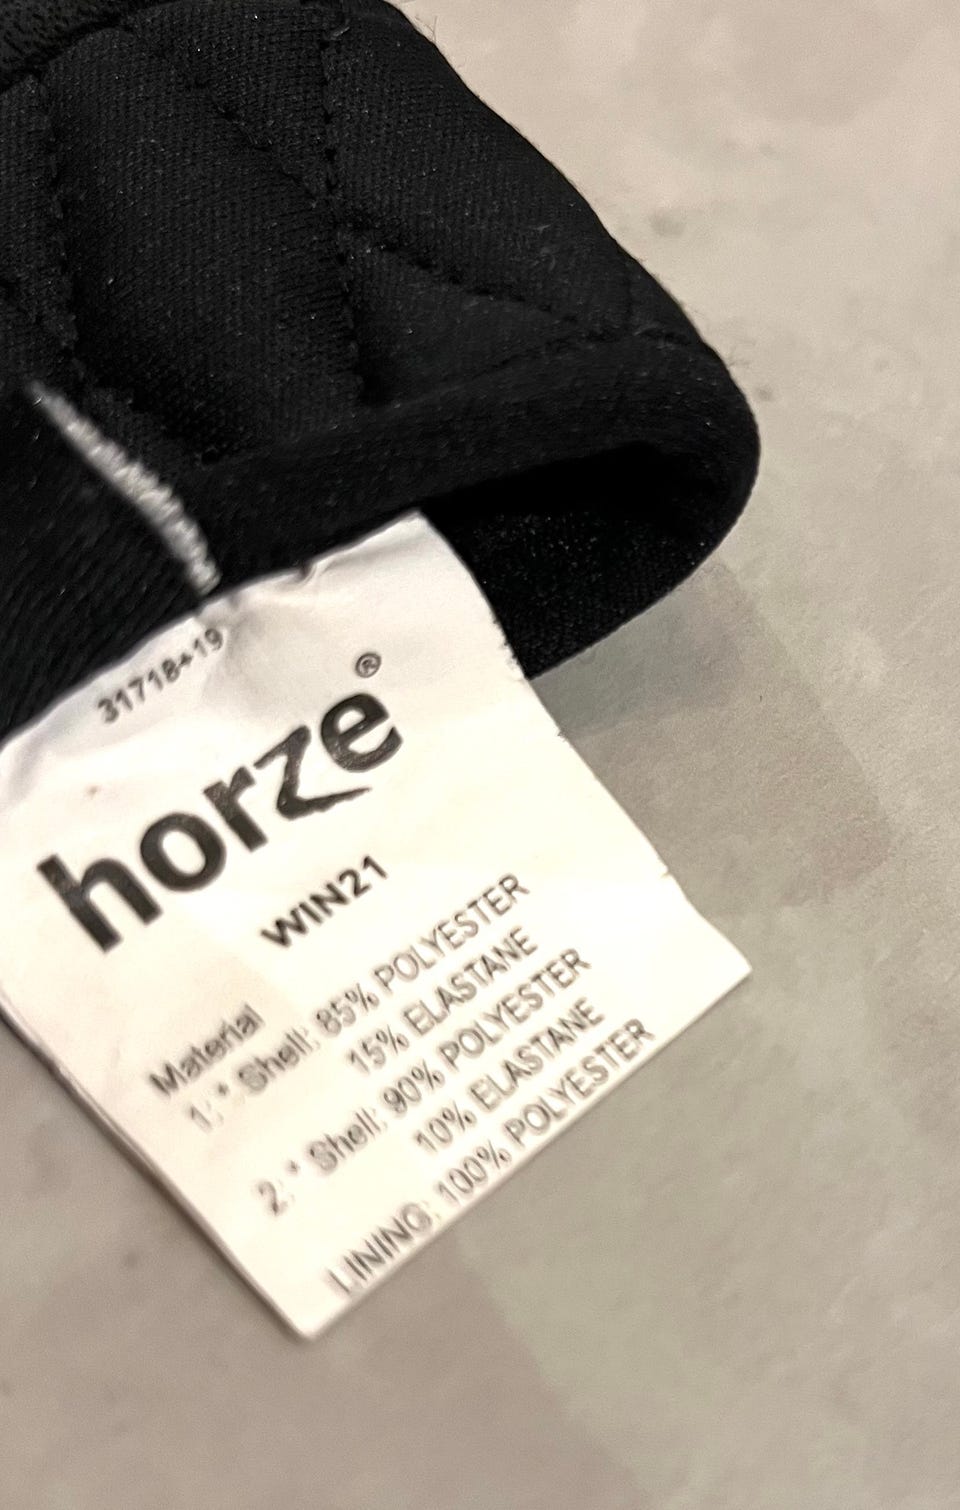 31718+19
horze®
WIN21
Material
1: * Shell: 85% POLYESTER
15% ELASTANE
2: * Shell: 90% POLYESTER
10% ELASTANE
LINING: 100% POLYESTER